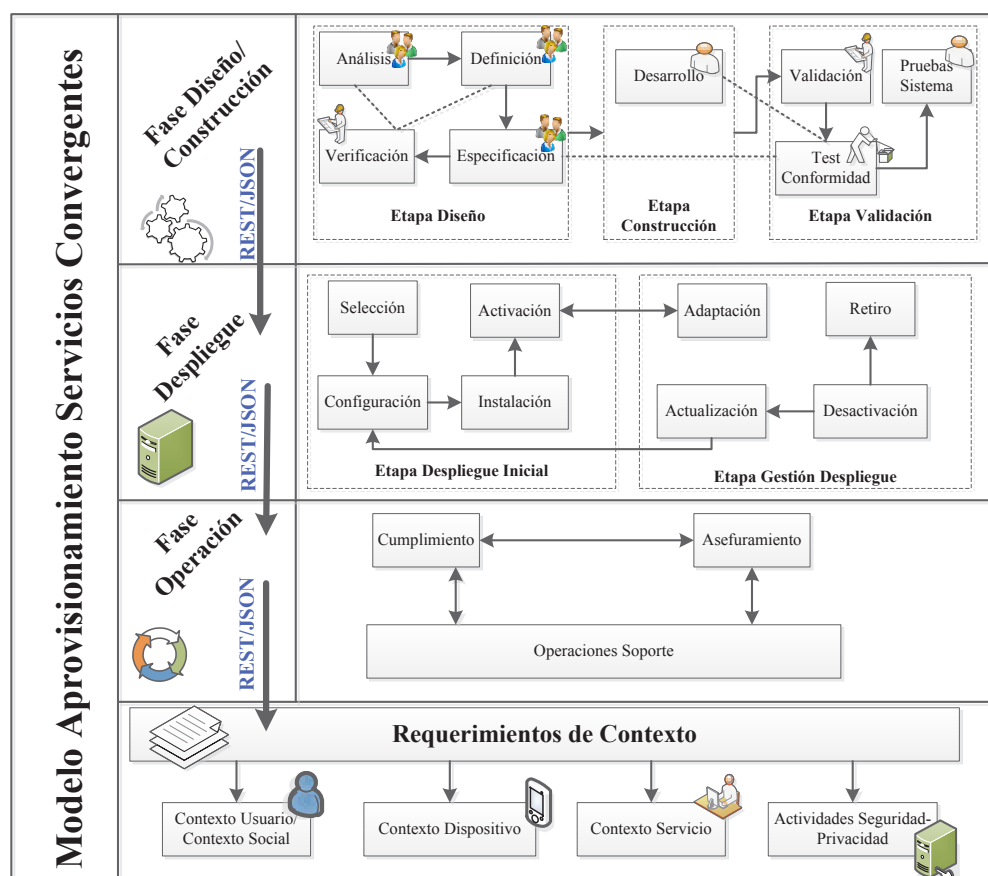 Modelo Aprovisionamiento Servicios Convergentes
Fase Diseño/
Construcción
REST/JSON
Análisis
Definición
Verificación
Especificación
Etapa Diseño
Desarrollo
Etapa
Construcción
Validación
Pruebas
Sistema
Test
Conformidad
Etapa Validación
Fase
Despliegue
REST/JSON
Selección
Activación
Configuración
Instalación
Etapa Despliegue Inicial
Adaptación
Retiro
Actualización
Desactivación
Etapa Gestión Despliegue
Fase
Operación
REST/JSON
Cumplimiento
Asefuramiento
Operaciones Soporte
Requerimientos de Contexto
Contexto Usuario/
Contexto Social
Contexto Dispositivo
Contexto Servicio
Actividades Seguridad-
Privacidad